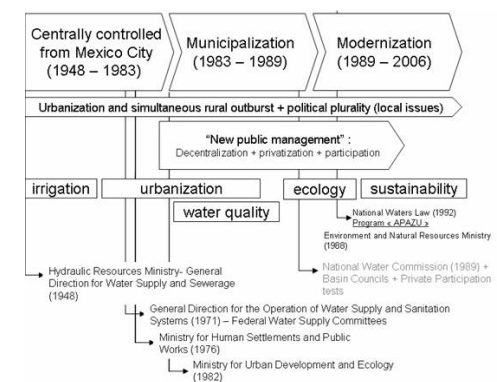 Centrally controlled
from Mexico City
(1948 – 1983)
Municipalization
(1983 – 1989)
Modernization
(1989 – 2006)
Urbanization and simultaneous rural outburst + political plurality (local issues)
“New public management” :
Decentralization + privatization + participation
irrigation
urbanization
ecology
sustainability
water quality
National Waters Law (1992)
Program « APAZU »
Environment and Natural Resources Ministry
(1988)
Hydraulic Resources Ministry- General
Direction for Water Supply and Sewerage
(1948)
National Water Commission (1989) +
Basin Councils + Private Participation
tests
General Direction for the Operation of Water Supply and Sanitation
Systems (1971) – Federal Water Supply Committees
Ministry for Human Settlements and Public
Works (1976)
Ministry for Urban Development and Ecology
(1982)